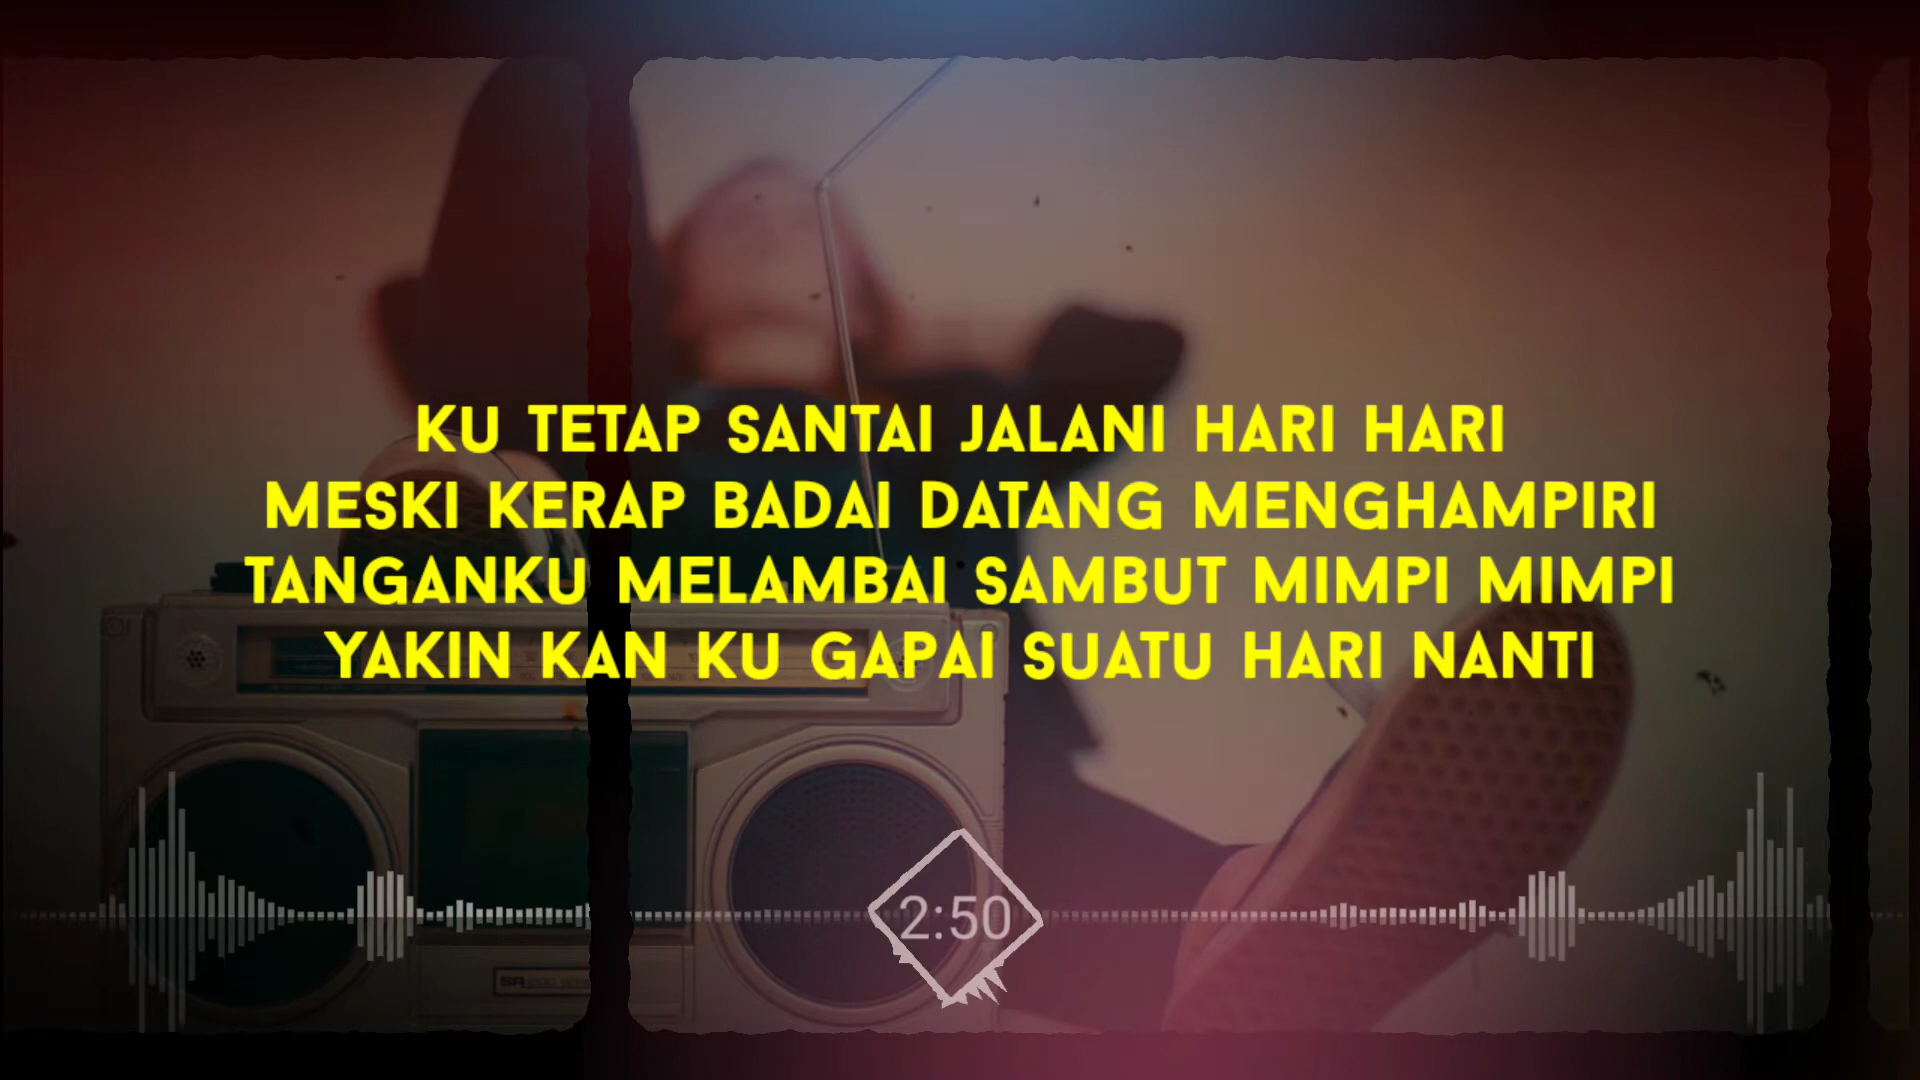 KU TETAP SANTAI JALANI HARI HARI
MESKI KERAP BADAI DATANG MENGHAMPIRI
TANGANKU MELAMBAI SAMBUT MIMPI MIMPI
YAKIN KAN KU GAPAI SUATU HARI NANTI
2:50